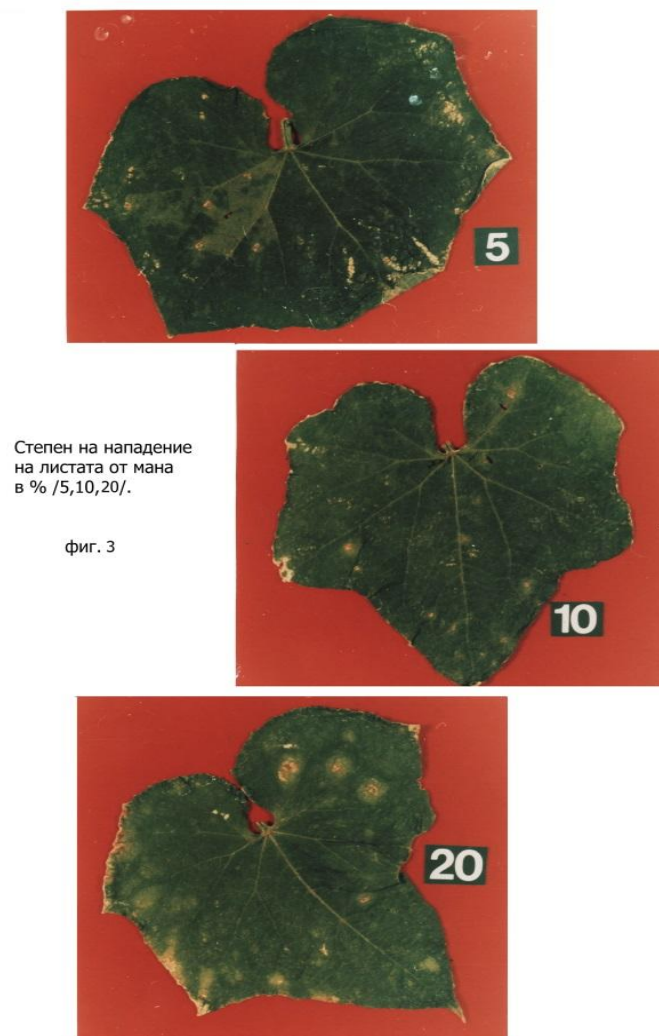 5
Степен на нападение
на листата от мана
в % /5,10,20/.
фиг. 3
10
20